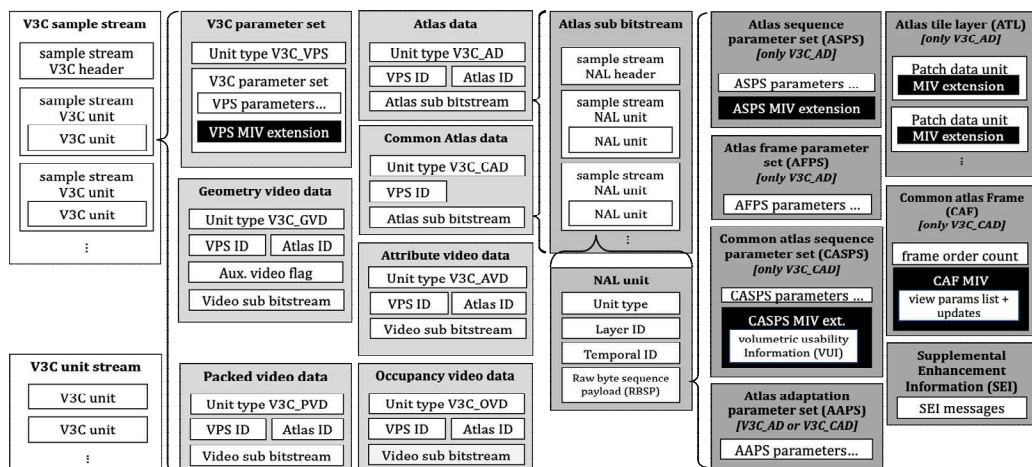 V3C sample stream
sample stream
V3C header
sample stream
V3C unit
V3C unit
sample stream
V3C unit
V3C unit
⋮
V3C unit stream
V3C unit
V3C unit
⋮
V3C parameter set
Unit type V3C_VPS
V3C parameter set
VPS parameters...
VPS MIV extension
Geometry video data
Unit type V3C_GVD
VPS ID
Atlas ID
Aux. video flag
Video sub bitstream
Packed video data
Unit type V3C_PVD
VPS ID
Atlas ID
Video sub bitstream
Atlas data
Unit type V3C_AD
VPS ID
Atlas ID
Atlas sub bitstream
Common Atlas data
Unit type V3C_CAD
VPS ID
Atlas sub bitstream
Attribute video data
Unit type V3C_AVD
VPS ID
Atlas ID
Video sub bitstream
Occupancy video data
Unit type V3C_OVD
VPS ID
Atlas ID
Video sub bitstream
Atlas sub bitstream
sample stream
NAL header
sample stream
NAL unit
NAL unit
sample stream
NAL unit
NAL unit
⋮
NAL unit
Unit type
Layer ID
Temporal ID
Raw byte sequence
payload (RBSP)
Atlas sequence
parameter set (ASPS)
[only V3C_AD]
ASPS parameters ...
ASPS MIV extension
Atlas frame parameter
set (AFPS)
[only V3C_AD]
AFPS parameters ...
Common atlas sequence
parameter set (CASPS)
[only V3C_CAD]
CASPS parameters ...
CASPS MIV ext.
volumetric usability
Information (VUI)
Atlas adaptation
parameter set (AAPS)
[V3C_AD or V3C_CAD]
AAPS parameters...
Atlas tile layer (ATL)
[only V3C_AD]
Patch data unit
MIV extension
Patch data unit
MIV extension
⋮
Common atlas Frame
(CAF)
[only V3C_CAD]
frame order count
CAF MIV
view params list +
updates
Supplemental
Enhancement
Information (SEI)
SEI messages